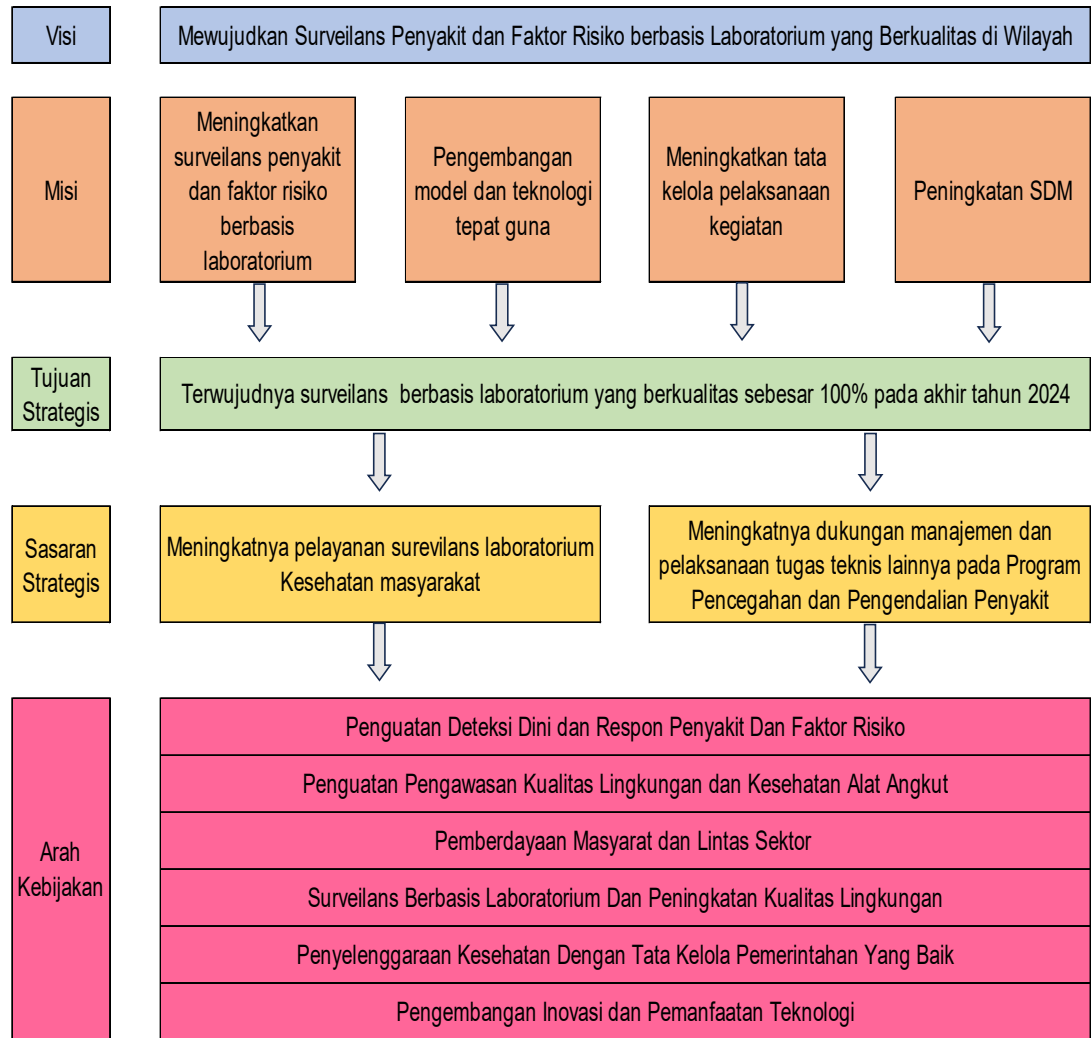 Visi
Mewujudkan Surveilans Penyakit dan Faktor Risiko berbasis Laboratorium yang Berkualitas di Wilayah
Misi
Meningkatkan
surveilans penyakit
dan faktor risiko
berbasis
laboratorium
Pengembangan
model dan teknologi
tepat guna
Meningkatkan tata
kelola pelaksanaan
kegiatan
Peningkatan SDM
Tujuan
Strategis
Terwujudnya surveilans berbasis laboratorium yang berkualitas sebesar 100% pada akhir tahun 2024
Sasaran
Strategis
Meningkatnya pelayanan surevilans laboratorium
Kesehatan masyarakat
Meningkatnya dukungan manajemen dan
pelaksanaan tugas teknis lainnya pada Program
Pencegahan dan Pengendalian Penyakit
Arah
Kebijakan
Penguatan Deteksi Dini dan Respon Penyakit Dan Faktor Risiko
Penguatan Pengawasan Kualitas Lingkungan dan Kesehatan Alat Angkut
Pemberdayaan Masyarat dan Lintas Sektor
Surveilans Berbasis Laboratorium Dan Peningkatan Kualitas Lingkungan
Penyelenggaraan Kesehatan Dengan Tata Kelola Pemerintahan Yang Baik
Pengembangan Inovasi dan Pemanfaatan Teknologi